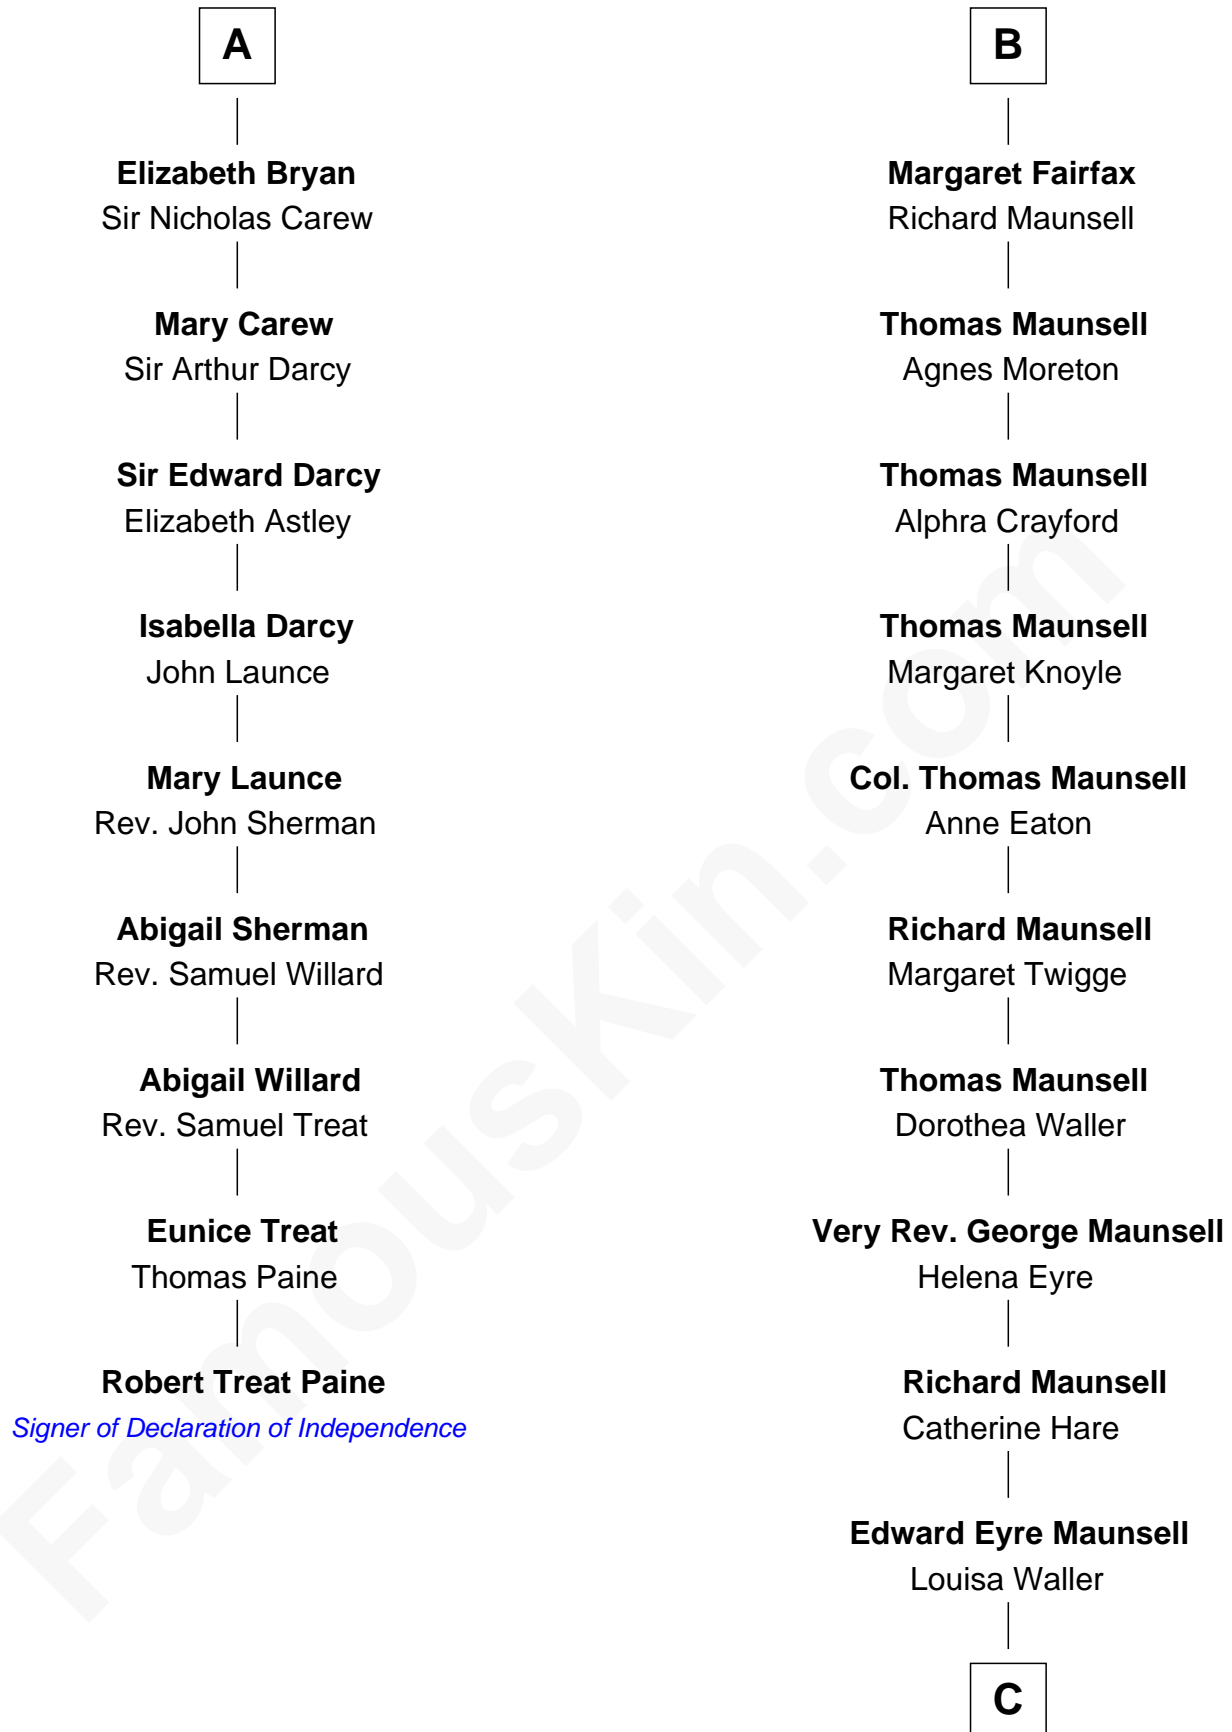 A
Elizabeth Bryan
Sir Nicholas Carew
Mary Carew
Sir Arthur Darcy
Sir Edward Darcy
Elizabeth Astley
Isabella Darcy
John Launce
Mary Launce
Rev. John Sherman
Abigail Sherman
Rev. Samuel Willard
Abigail Willard
Rev. Samuel Treat
Eunice Treat
Thomas Paine
Robert Treat Paine
Signer of Declaration of Independence
B
Margaret Fairfax
Richard Maunsell
Thomas Maunsell
Agnes Moreton
Thomas Maunsell
Alphra Crayford
Thomas Maunsell
Margaret Knoyle
Col. Thomas Maunsell
Anne Eaton
Richard Maunsell
Margaret Twigge
Thomas Maunsell
Dorothea Waller
Very Rev. George Maunsell
Helena Eyre
Richard Maunsell
Catherine Hare
Edward Eyre Maunsell
Louisa Waller
C
FamousKin.com